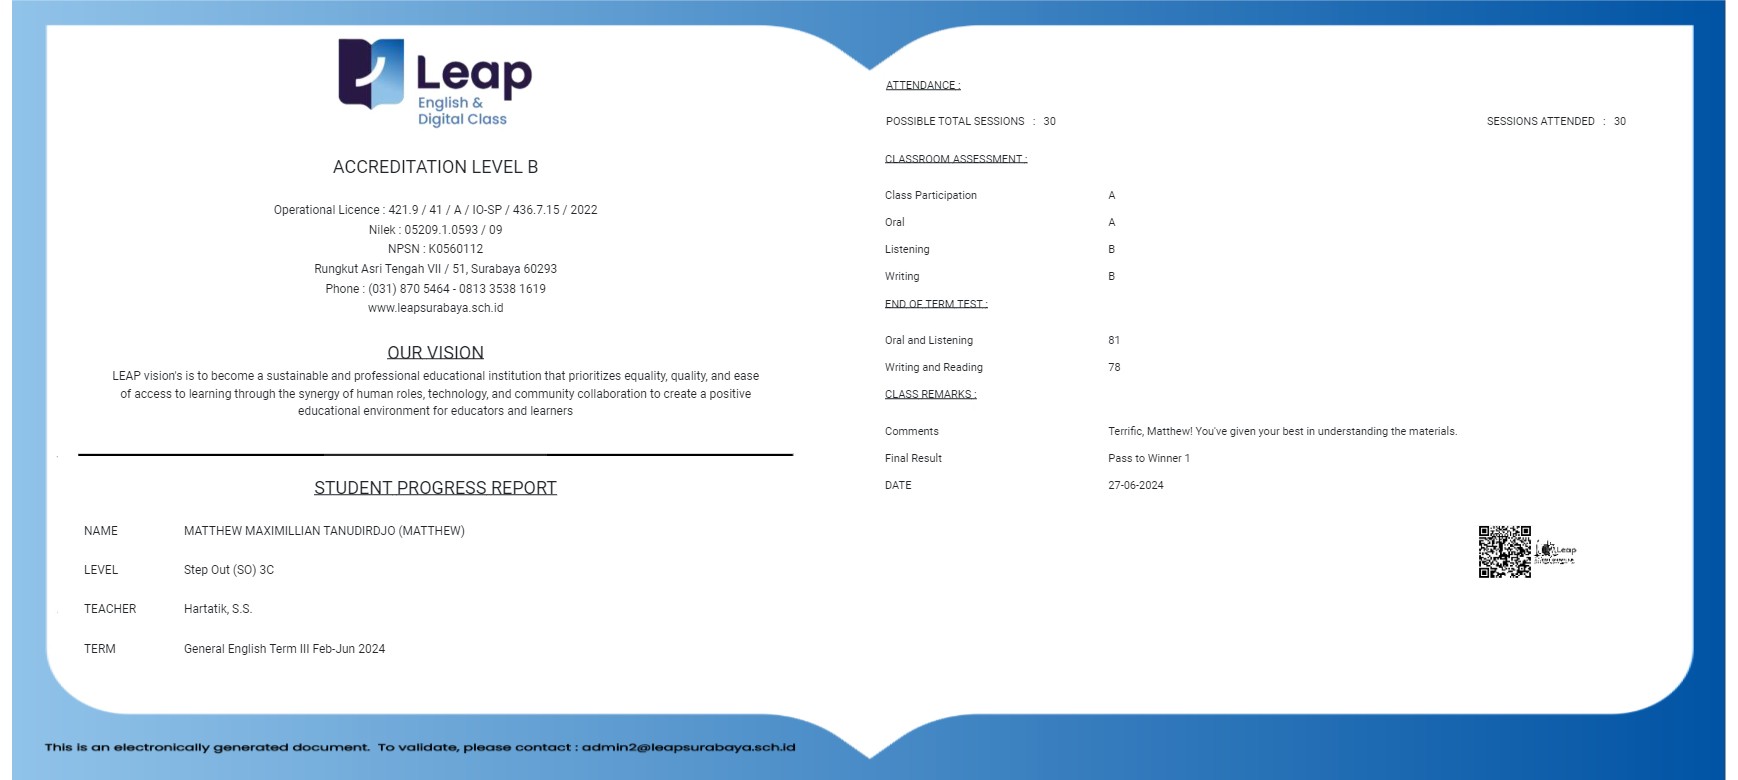 Leap
English &
Digital Class
ACCREDITATION LEVEL B
Operational Licence : 421.9 / 41 / A / IO-SP / 436.7.15 / 2022
Nilek : 05209.1.0593 / 09
NPSN : K0560112
Rungkut Asri Tengah VII / 51, Surabaya 60293
Phone : (031) 870 5464 - 0813 3538 1619
www.leapsurabaya.sch.id
OUR VISION
LEAP vision's is to become a sustainable and professional educational institution that prioritizes equality, quality, and ease
of access to learning through the synergy of human roles, technology, and community collaboration to create a positive
educational environment for educators and learners
STUDENT PROGRESS REPORT
NAME MATTHEW MAXIMILLIAN TANUDIRDJO (MATTHEW)
LEVEL Step Out (SO) 3C
TEACHER Hartatik, S.S.
TERM General English Term III Feb-Jun 2024
ATTENDANCE :
POSSIBLE TOTAL SESSIONS : 30 SESSIONS ATTENDED : 30
CLASSROOM ASSESSMENT :
Class Participation A
Oral A
Listening B
Writing B
END OF TERM TEST :
Oral and Listening 81
Writing and Reading 78
CLASS REMARKS :
Comments Terrific, Matthew! You've given your best in understanding the materials.
Final Result Pass to Winner 1
DATE 27-06-2024
Leap
This is an electronically generated document. To validate, please contact : admin2@leapsurabaya.sch.id